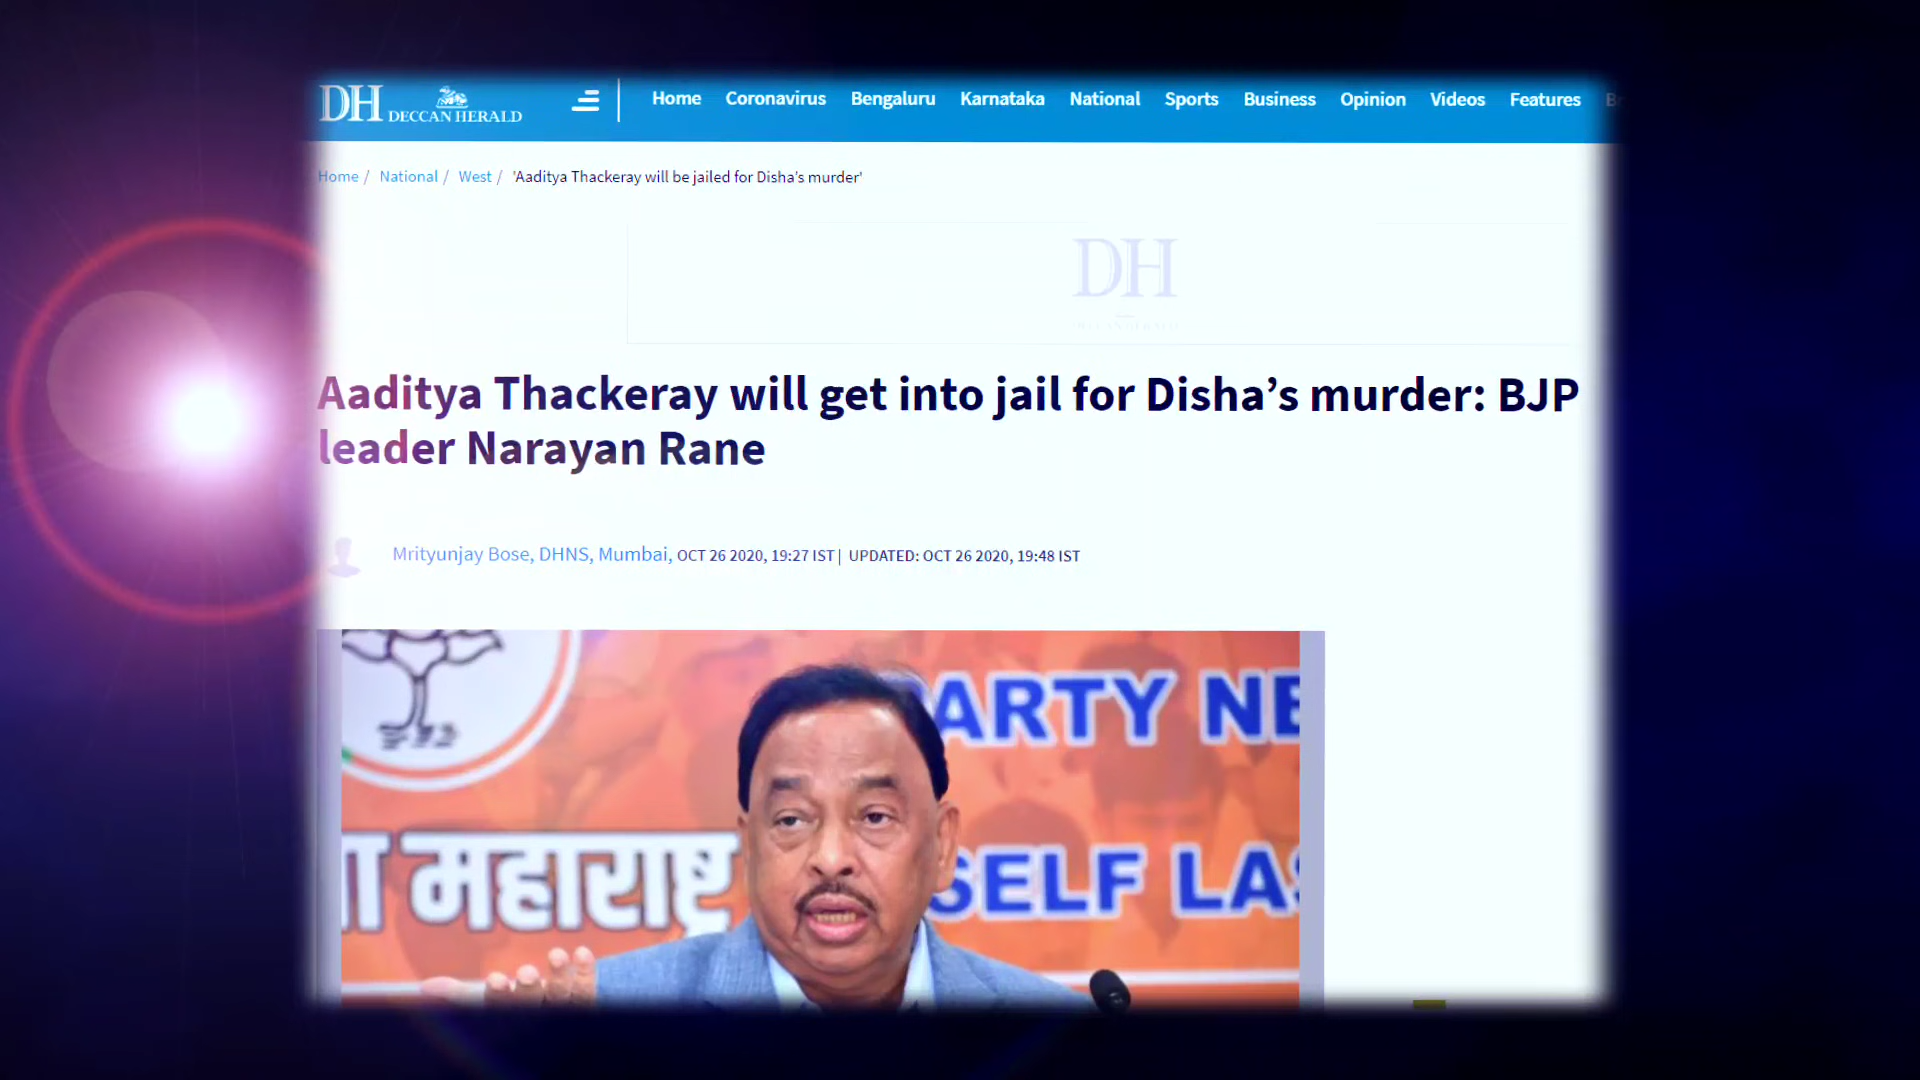 DH DECCAN HERALD
Home Coronavirus Bengaluru Karnataka National Sports Business Opinion Videos Features
Home / National / West / 'Aaditya Thackeray will be jailed for Disha's murder'
DH
Aaditya Thackeray will get into jail for Disha’s murder: BJP
leader Narayan Rane
Mrityunjay Bose, DHNS, Mumbai, OCT 26 2020, 19:27 IST | UPDATED: OCT 26 2020, 19:48 IST
ARTY NE
महाराष्ट्र
SELF LAS